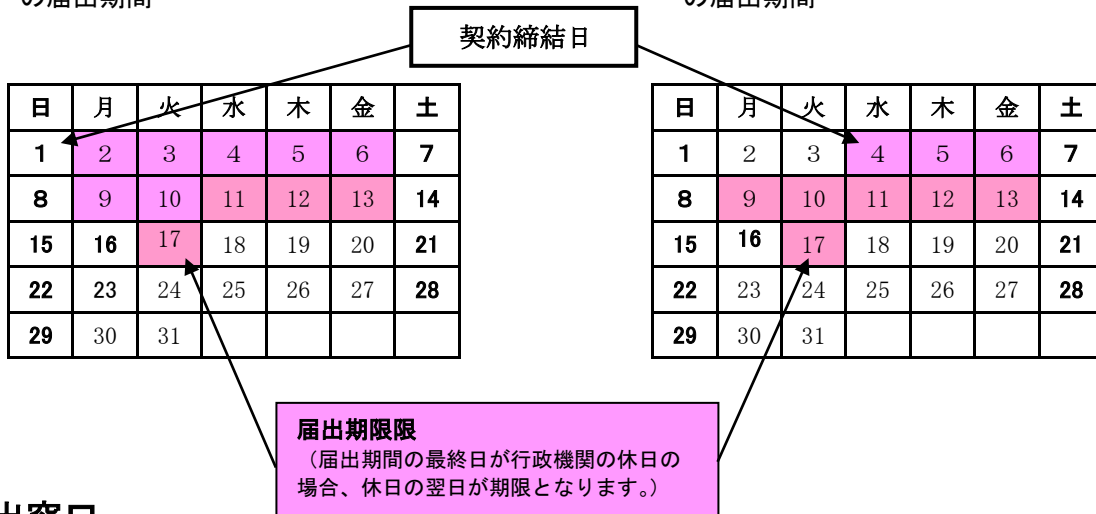 の届出期間
の届出期間
契約締結日
日 月 火 水 木 金 土
1 2 3 4 5 6 7
8 9 10 11 12 13 14
15 16 17 18 19 20 21
22 23 24 25 26 27 28
29 30 31
日 月 火 水 木 金 土
1 2 3 4 5 6 7
8 9 10 11 12 13 14
15 16 17 18 19 20 21
22 23 24 25 26 27 28
29 30 31
届出期限限
（届出期間の最終日が行政機関の休日の
場合、休日の翌日が期限となります。）
出窓口